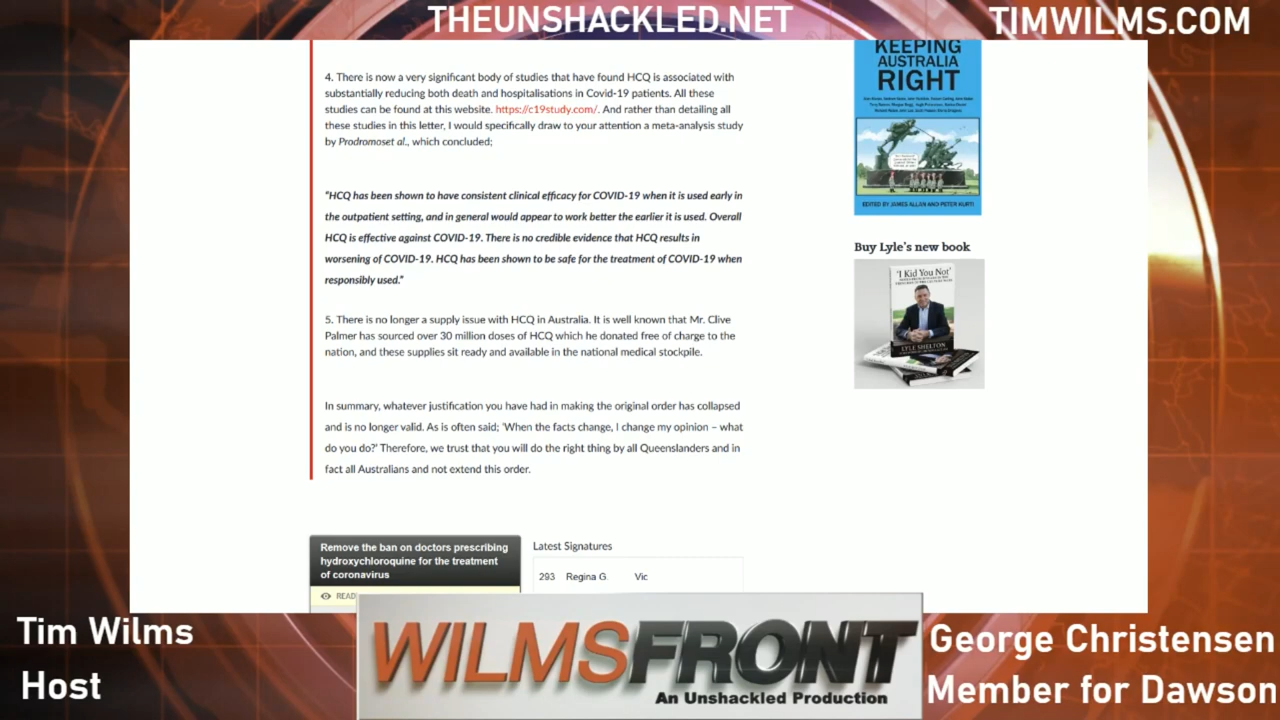 THEUNSHACKLED.NET
TIMWILMS.COM
4. There is now a very significant body of studies that have found HCQ is associated with
substantially reducing both death and hospitalisations in Covid-19 patients. All these
studies can be found at this website. https://c19study.com/. And rather than detailing all
these studies in this letter, I would specifically draw to your attention a meta-analysis study
by Prodromoset al., which concluded;
“HCQ has been shown to have consistent clinical efficacy for COVID-19 when it is used early in
the outpatient setting, and in general would appear to work better the earlier it is used. Overall
HCQ is effective against COVID-19. There is no credible evidence that HCQ results in
worsening of COVID-19. HCQ has been shown to be safe for the treatment of COVID-19 when
responsibly used.”
5. There is no longer a supply issue with HCQ in Australia. It is well known that Mr. Clive
Palmer has sourced over 30 million doses of HCQ which he donated free of charge to the
nation, and these supplies sit ready and available in the national medical stockpile.
In summary, whatever justification you have had in making the original order has collapsed
and is no longer valid. As is often said; ‘When the facts change, I change my opinion – what
do you do?’ Therefore, we trust that you will do the right thing by all Queenslanders and in
fact all Australians and not extend this order.
Remove the ban on doctors prescribing
hydroxychloroquine for the treatment
of coronavirus
READ
Latest Signatures
293 Regina G. Vic
KEEPING
AUSTRALIA
RIGHT
EDITED BY JAMES ALLAN AND PETER KURTI
Buy Lyle's new book
'I Kid You Not'
LYLE SHELTON
Tim Wilms
Host
WILMSFRONT
An Unshackled Production
George Christensen
Member for Dawson